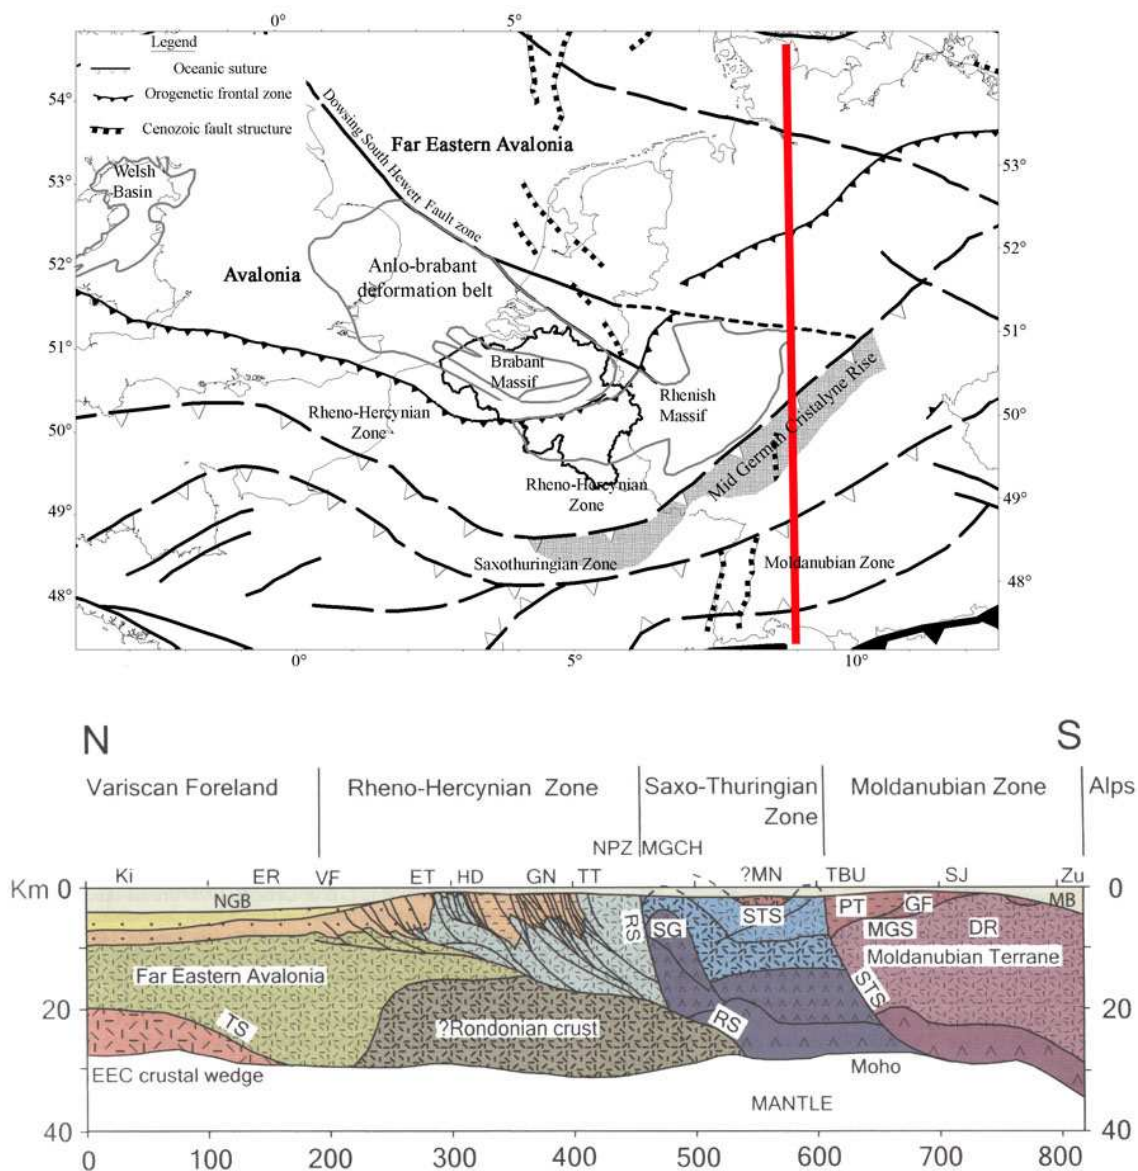 0° 5°
Legend
Oceanic suture
Orogenetic frontal zone
Cenozoic fault structure
54°
53°
52°
51°
50°
49°
48°
Welsh
Basin
Dowsing South Hewett Fault zone
Far Eastern Avalonia
Avalonia
Anlo-brabant
deformation belt
Brabant
Massif
Rhenish
Massif
Rheno-Hercynian
Zone
Rheno-Hercynian
Zone
Mid German Cristalyne Rise
Saxothuringian Zone
Moldanubian Zone
53°
52°
51°
50°
49°
48°
0° 5° 10°
N S
Variscan Foreland Rheno-Hercynian Zone Saxo-Thuringian Zone Moldanubian Zone Alps
NPZ MGCH
Ki ER VF ET HD GN TT ?MN TBU SJ Zu
Km 0 0
NGB RS SG STS PT GF MB
MGS DR
Far Eastern Avalonia Moldanubian Terrane
STS
20 TS ?Rondonian crust RS 20
EEC crustal wedge Moho
MANTLE
40 40
0 100 200 300 400 500 600 700 800